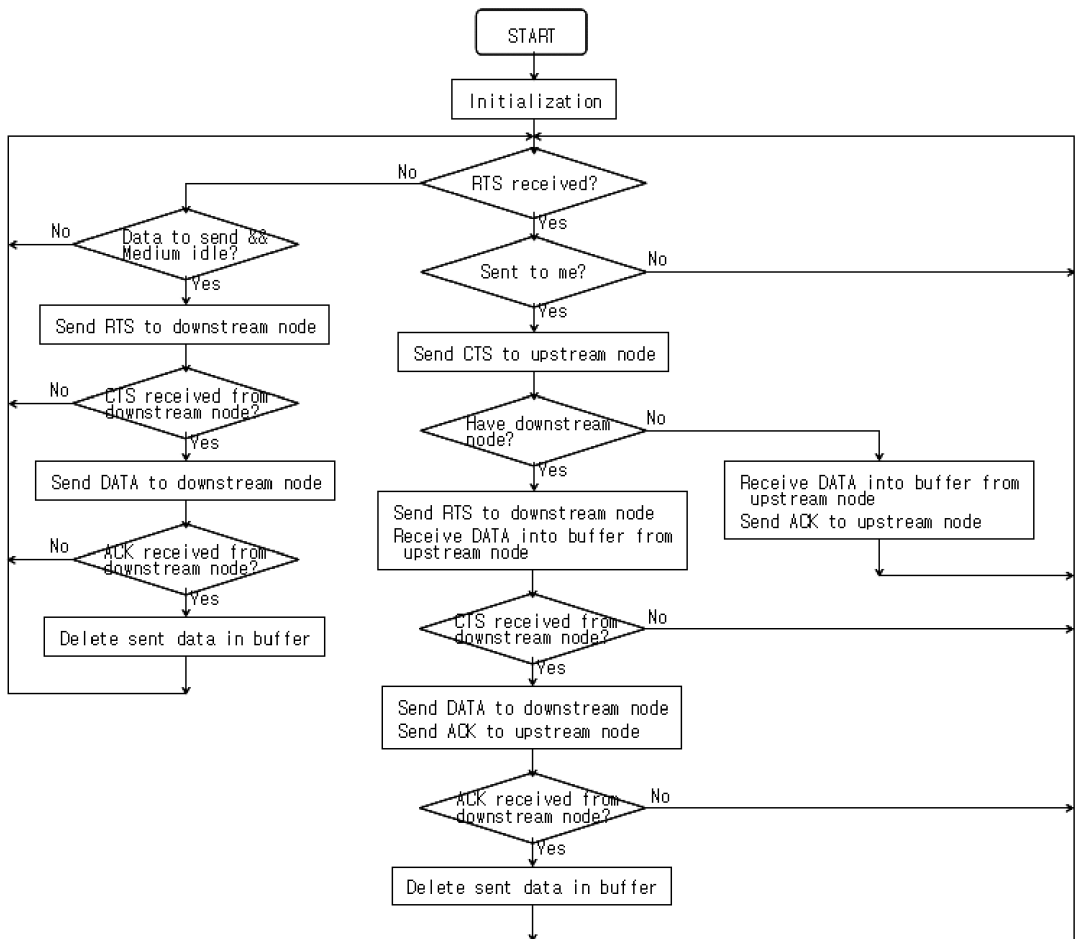 START
Initialization
RTS received?
No
Yes
Data to send &&
Medium idle?
No
Yes
Sent to me?
No
Yes
Send RTS to downstream node
Send CTS to upstream node
CTS received from
downstream node?
No
Yes
Have downstream
node?
No
Yes
Send DATA to downstream node
Send RTS to downstream node
Receive DATA into buffer from
upstream node
Receive DATA into buffer from
upstream node
Send ACK to upstream node
ACK received from
downstream node?
No
Yes
Delete sent data in buffer
CTS received from
downstream node?
No
Yes
Send DATA to downstream node
Send ACK to upstream node
ACK received from
downstream node?
No
Yes
Delete sent data in buffer